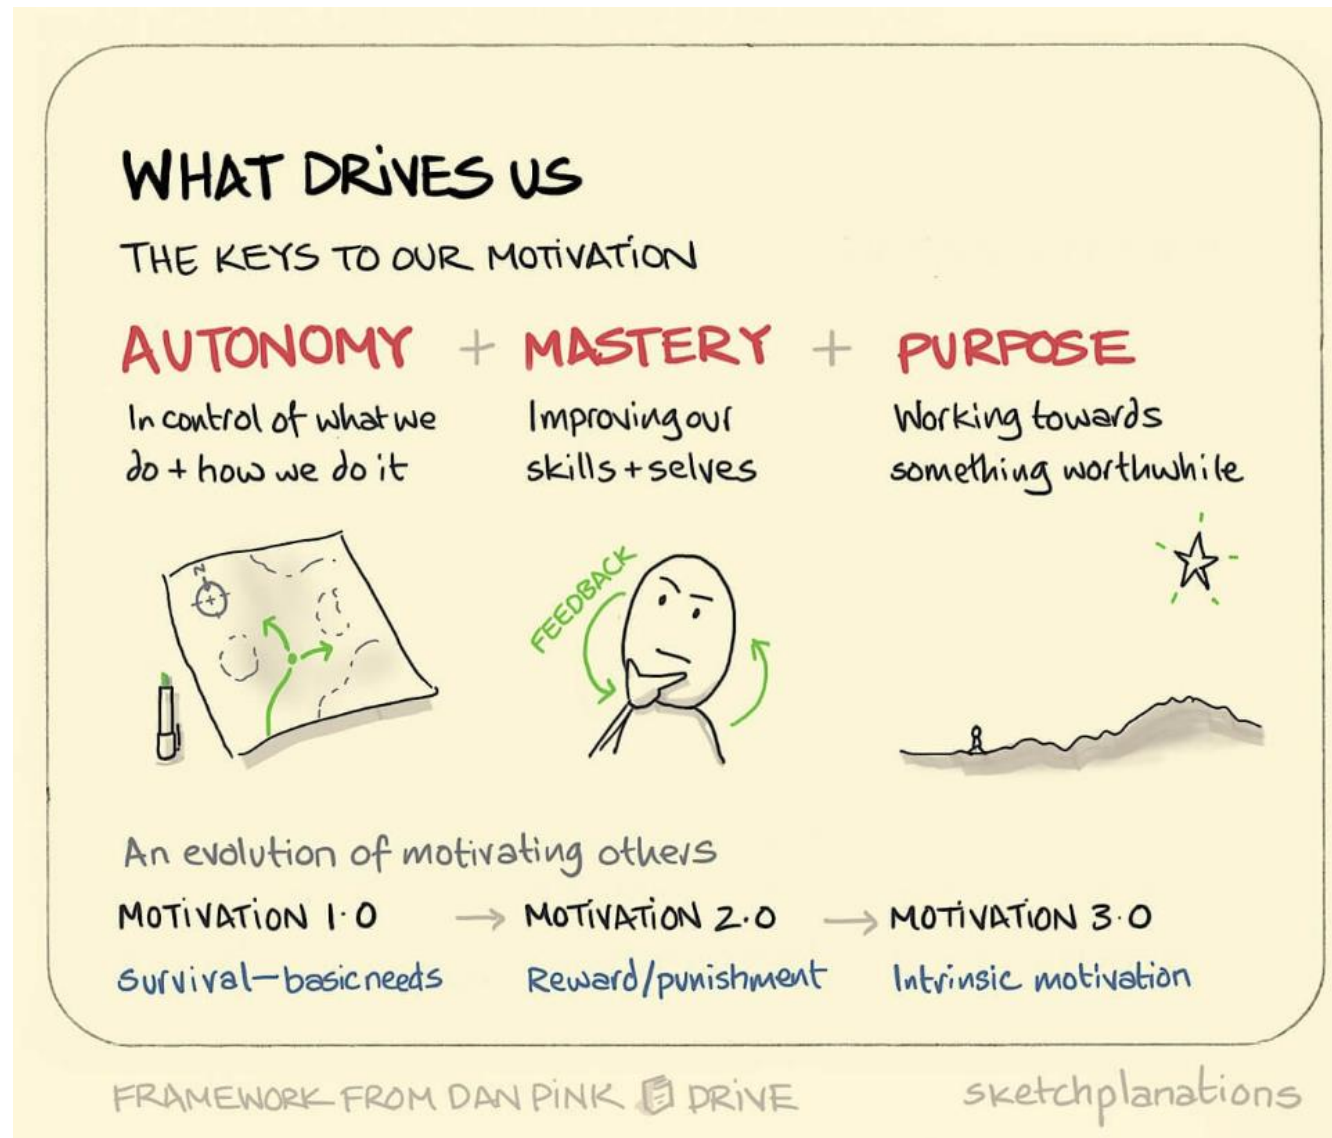 WHAT DRIVES US
THE KEYS TO OUR MOTIVATION
AUTONOMY + MASTERY + PURPOSE
In control of what we
do + how we do it
Improving our
skills + selves
Working towards
something worthwhile
N
FEEDBACK
An evolution of motivating others
MOTIVATION 1.0 → MOTIVATION 2.0 → MOTIVATION 3.0
Survival – basic needs
Reward/punishment
Intrinsic motivation
FRAMEWORK FROM DAN PINK DRIVE
sketchplanations